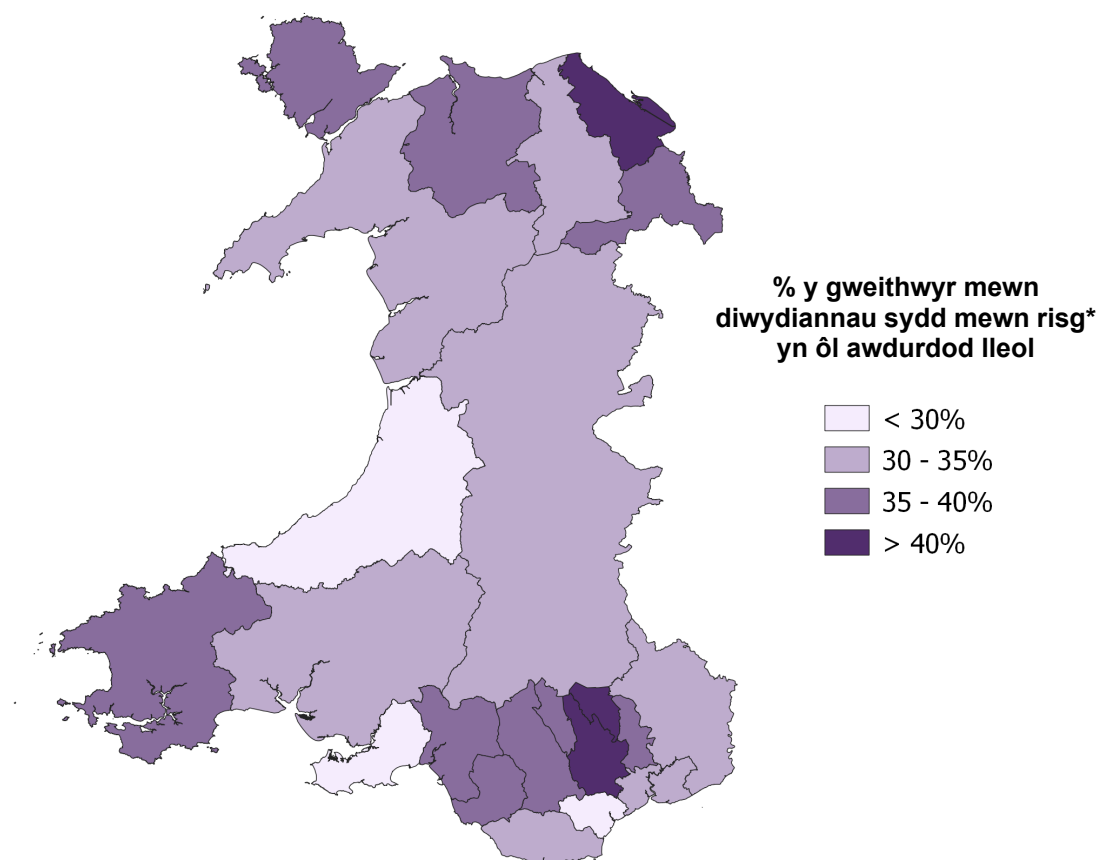 % y gweithwyr mewn
diwydiannau sydd mewn risg*
yn ôl awdurdod lleol
< 30%
30 - 35%
35 - 40%
> 40%